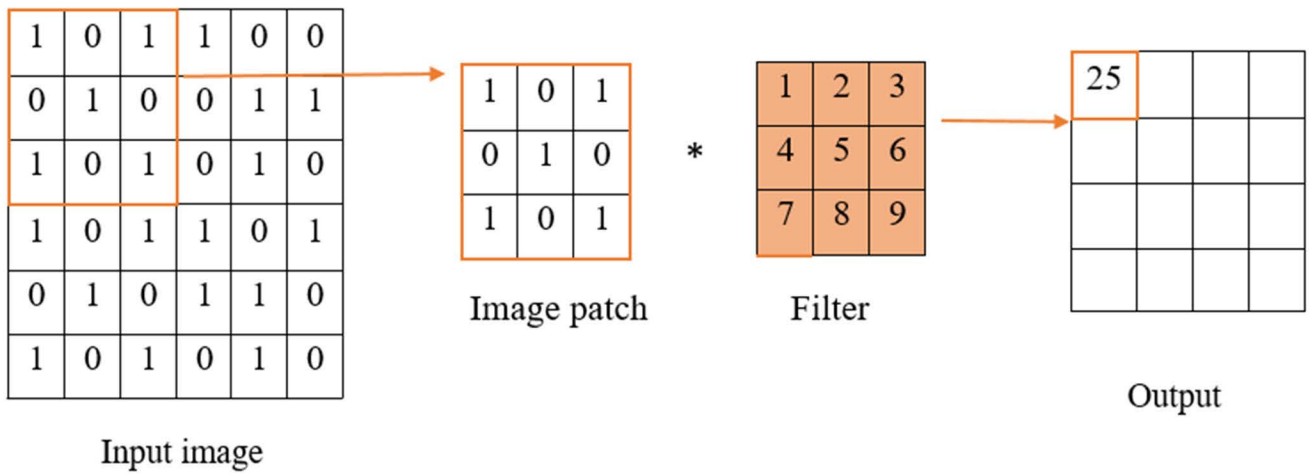 1 0 1 1 0 0
0 1 0 0 1 1
1 0 1 0 1 0
1 0 1 1 0 1
0 1 0 1 1 0
1 0 1 0 1 0
Input image
1 0 1
0 1 0
1 0 1
Image patch
*
1 2 3
4 5 6
7 8 9
Filter
25
Output